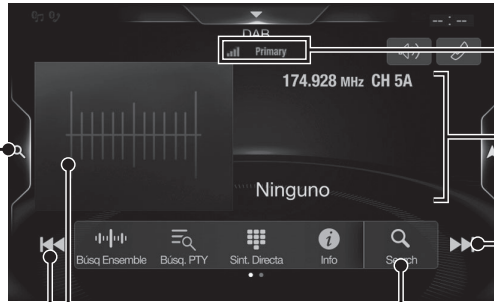 -- : --
DAB
Primary
174.928 MHz CH 5A
Ninguno
Búsq Ensemble Búsq. PTY Sint. Directa Info Search